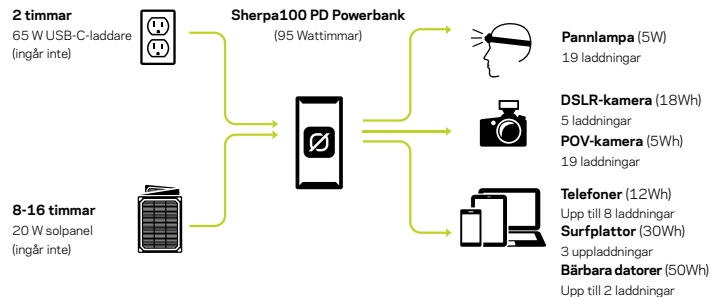 2 timmar
65 W USB-C-laddare
(ingår inte)
Sherpa100 PD Powerbank
(95 Wattimmar)
8-16 timmar
20 W solpanel
(ingår inte)
Pannlampa (5W)
19 laddningar
DSLR-kamera (18Wh)
5 laddningar
POV-kamera (5Wh)
19 laddningar
Telefoner (12Wh)
Upp till 8 laddningar
Surfplattor (30Wh)
3 uppladdningar
Bärbara datorer (50Wh)
Upp till 2 laddningar